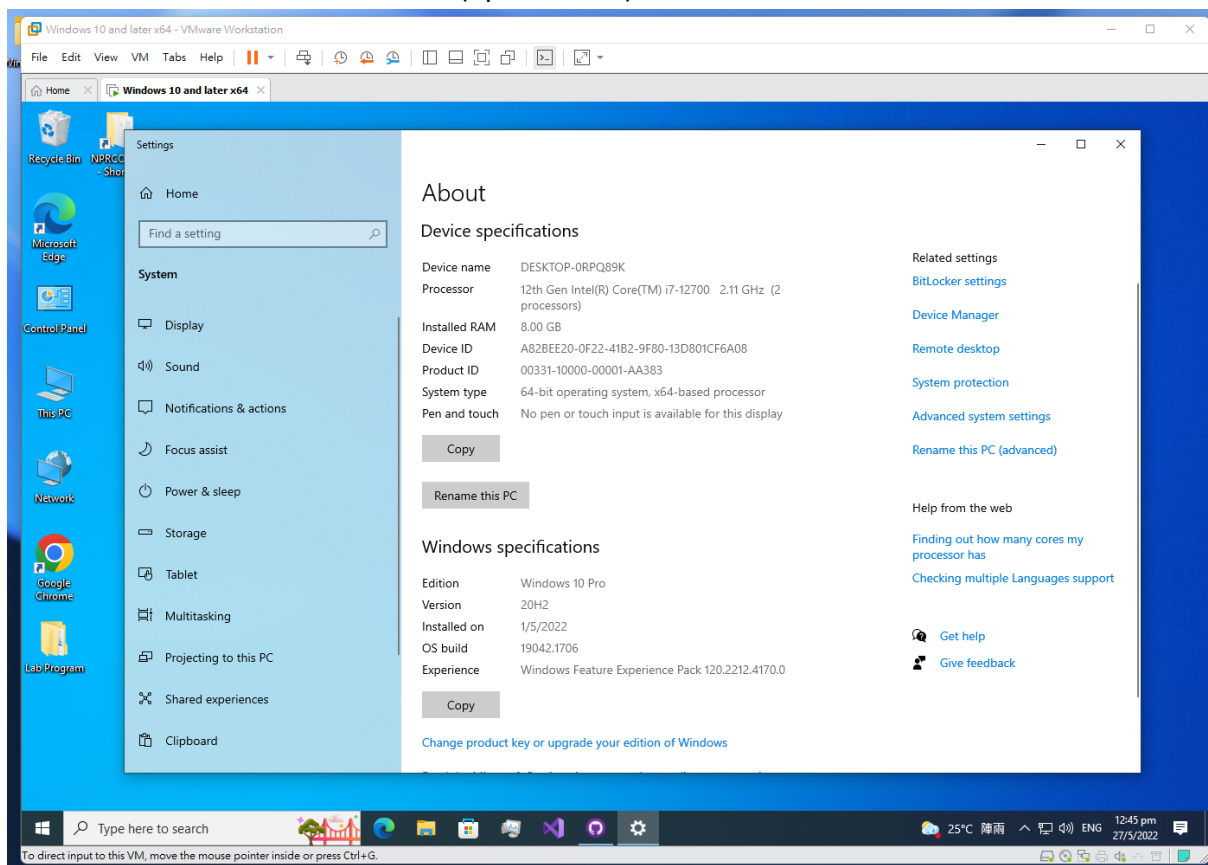 Windows 10 and later x64 - VMware Workstation
File Edit View VM Tabs Help
Home
Windows 10 and later x64
Recycle Bin
Microsoft Edge
Control Panel
This PC
Network
Google Chrome
Lab Program
Settings
Home
Find a setting
System
Display
Sound
Notifications & actions
Focus assist
Power & sleep
Storage
Tablet
Multitasking
Projecting to this PC
Shared experiences
Clipboard
About
Device specifications
Device name DESKTOP-0RPQ89K
Processor 12th Gen Intel(R) Core(TM) i7-12700 2.11 GHz (2
processors)
Installed RAM 8.00 GB
Device ID A82BEE20-0F22-41B2-9F80-13D801CF6A08
Product ID 00331-10000-00001-AA383
System type 64-bit operating system, x64-based processor
Pen and touch No pen or touch input is available for this display
Copy
Rename this PC
Windows specifications
Edition Windows 10 Pro
Version 20H2
Installed on 1/5/2022
OS build 19042.1706
Experience Windows Feature Experience Pack 120.2212.4170.0
Copy
Change product key or upgrade your edition of Windows
Related settings
BitLocker settings
Device Manager
Remote desktop
System protection
Advanced system settings
Rename this PC (advanced)
Help from the web
Finding out how many cores my
processor has
Checking multiple Languages support
Get help
Give feedback
Type here to search
25°C 陣雨
ENG
12:45 pm
27/5/2022
To direct input to this VM, move the mouse pointer inside or press Ctrl+G.